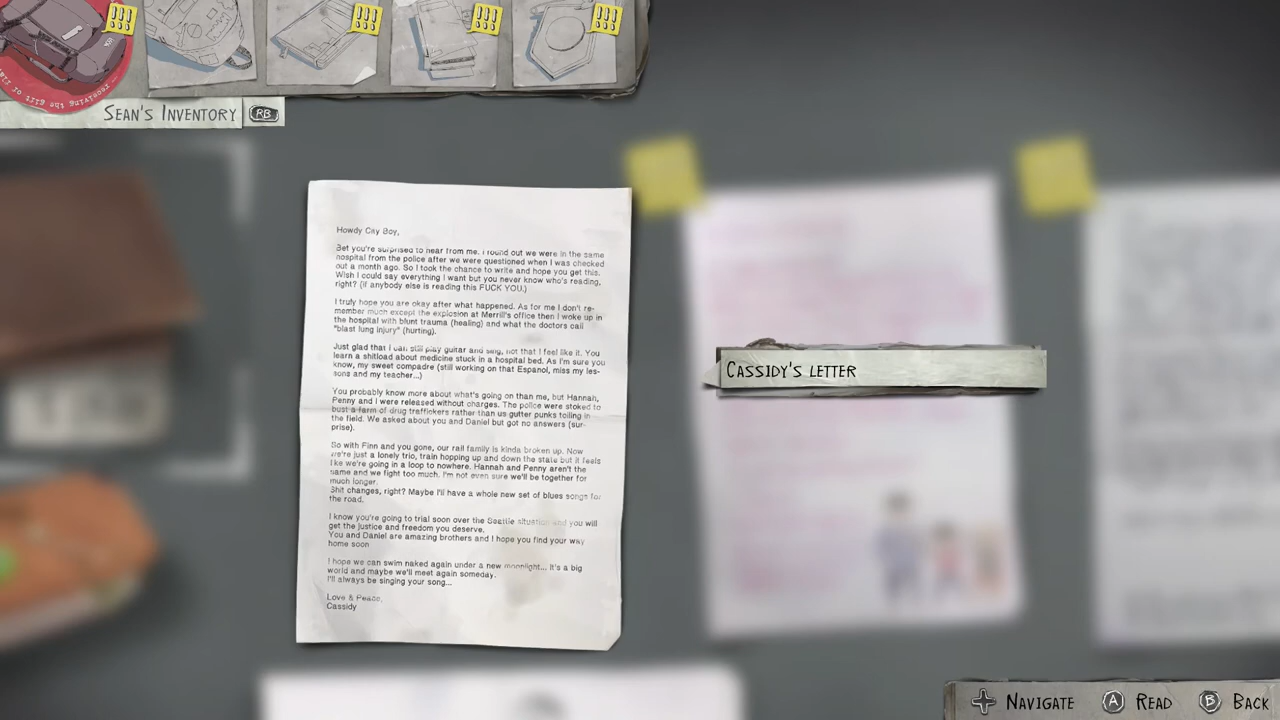 receiving the gift of
SEAN'S INVENTORY RB
Howdy City Boy,
Bet you're surprised to hear from me. I found out we were in the same
hospital from the police after we were questioned when I was checked
out a month ago. So I took the chance to write and hope you get this.
Wish I could say everything I want but you never know who's reading,
right? (if anybody else is reading this FUCK YOU.)
I truly hope you are okay after what happened. As for me I don't re-
member much except the explosion at Merrill's office then I woke up in
the hospital with blunt trauma (healing) and what the doctors call
"blast lung injury" (hurting).
Just glad that I can still play guitar and sing, not that I feel like it. You
learn a shitload about medicine stuck in a hospital bed. As I'm sure you
know, my sweet compadre (still working on that Espanol, miss my les-
sons and my teacher...)
You probably know more about what's going on than me, but Hannah,
Penny and I were released without charges. The police were stoked to
bust a farm of drug traffickers rather than us gutter punks toiling in
the field. We asked about you and Daniel but got no answers (sur-
prise).
So with Finn and you gone, our rail family is kinda broken up. Now
we're just a lonely trio, train hopping up and down the state but it feels
like we're going in a loop to nowhere. Hannah and Penny aren't the
same and we fight too much. I'm not even sure we'll be together for
much longer.
Shit changes, right? Maybe I'll have a whole new set of blues songs for
the road.
I know you're going to trial soon over the Seattle situation and you will
get the justice and freedom you deserve.
You and Daniel are amazing brothers and I hope you find your way
home soon
I hope we can swim naked again under a new moonlight... It's a big
world and maybe we'll meet again someday.
I'll always be singing your song...
Love & Peace,
Cassidy
CASSIDY'S LETTER
NAVIGATE A READ B BACK